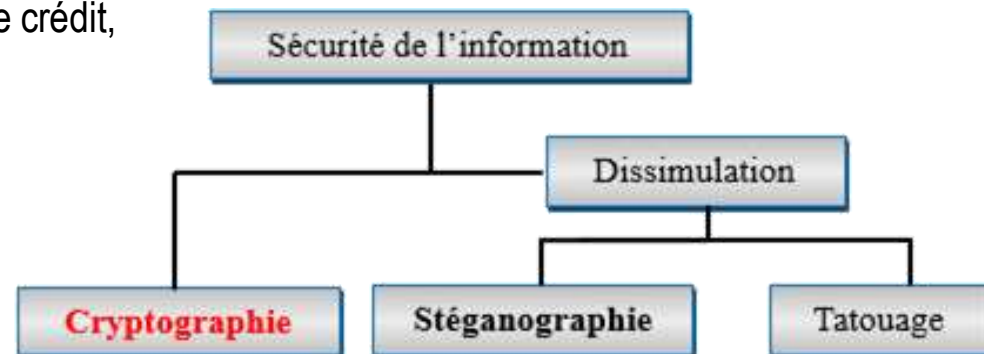 e crédit,
Sécurité de l’information
Dissimulation
Cryptographie
Stéganographie
Tatouage